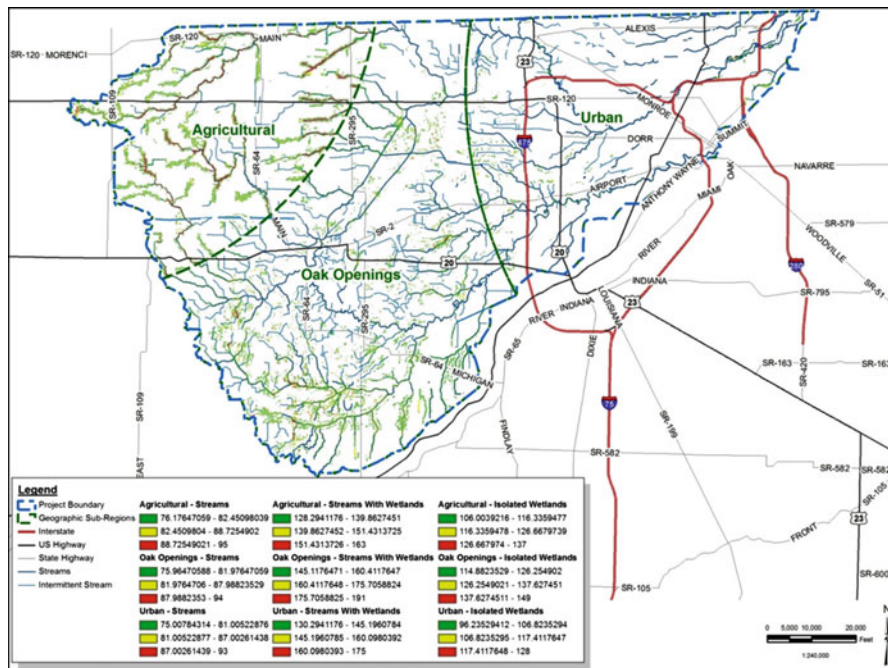 ALEXIS
SR-120
MAIN
SR-120 MORENCI
23
SR-109
SR-120
MONROE
Agricultural
SR-295
Urban
SUMMIT
475
DORR
SR-64
OAK
NAVARRE
AIRPORT
ANTHONY WAYNE
MIAMI
SR-579
MAIN
SR-2
WOODVILLE
RIVER
20
Oak Openings
20
INDIANA
SR-51
SR-795
SR-64
SR-295
RIVER INDIANA
LOUISIANA
23
SR-65
DIXIE
SR-163
SR-163
SR-64
MICHIGAN
SR-420
SR-109
75
FINDLAY
SR-199
SR-582
SR-582
SR-582
EAST
SR-105
FRONT
23
SR-105
SR-600
Legend
Project Boundary
Geographic Sub-Regions
Interstate
US Highway
State Highway
Streams
Intermittent Stream
Agricultural - Streams
76.17647059 - 82.45098039
82.4509804 - 88.7254902
88.72549021 - 95
Oak Openings - Streams
75.96470588 - 81.97647059
81.9764706 - 87.98823529
87.9882353 - 94
Urban - Streams
75.00784314 - 81.00522876
81.00522877 - 87.00261438
87.00261439 - 93
Agricultural - Streams With Wetlands
128.2941176 - 139.8627451
139.8627452 - 151.4313725
151.4313726 - 163
Oak Openings - Streams With Wetlands
145.1176471 - 160.4117647
160.4117648 - 175.7058824
175.7058825 - 191
Urban - Streams With Wetlands
130.2941176 - 145.1960784
145.1960785 - 160.0980392
160.0980393 - 175
Agricultural - Isolated Wetlands
106.0039216 - 116.3359477
116.3359478 - 126.6679739
126.667974 - 137
Oak Openings - Isolated Wetlands
114.8823529 - 126.254902
126.2549021 - 137.627451
137.6274511 - 149
Urban - Isolated Wetlands
96.23529412 - 106.8235294
106.8235295 - 117.4117647
117.4117648 - 128
0 5,000 10,000 20,000
Feet
1:240,000